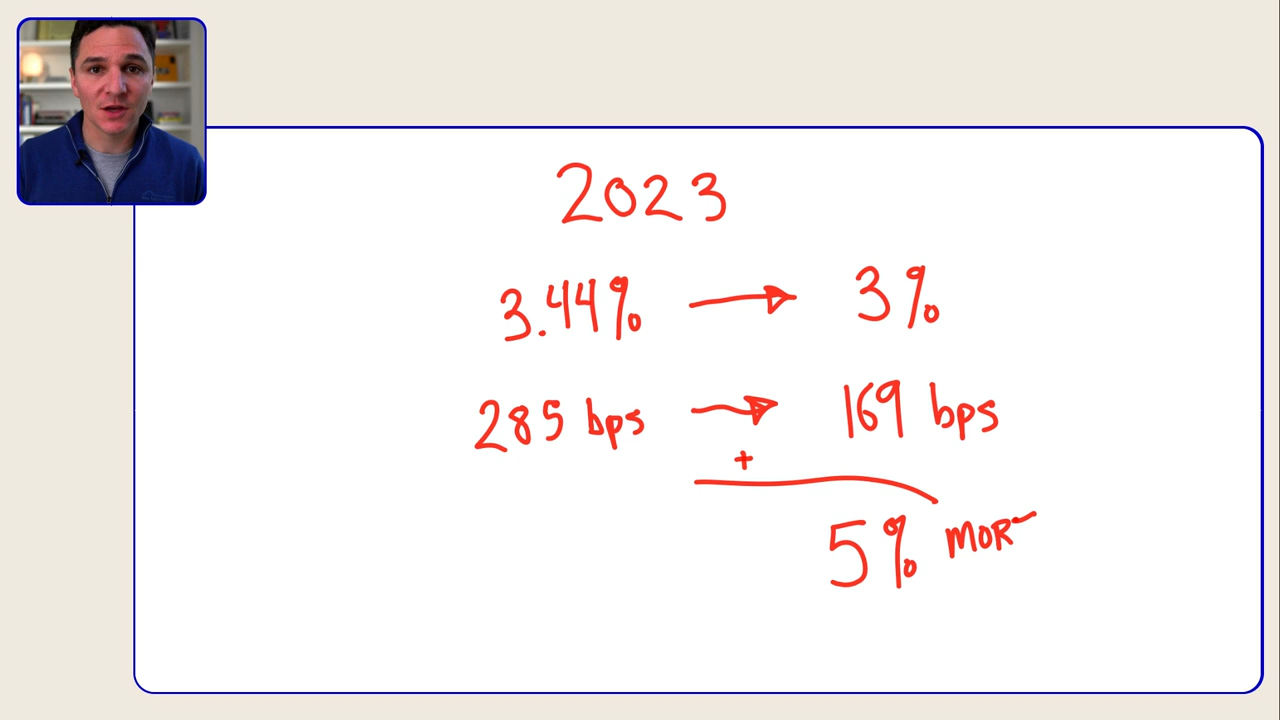 2023
3.44% → 3%
285 bps → 169 bps
+
5% MOR